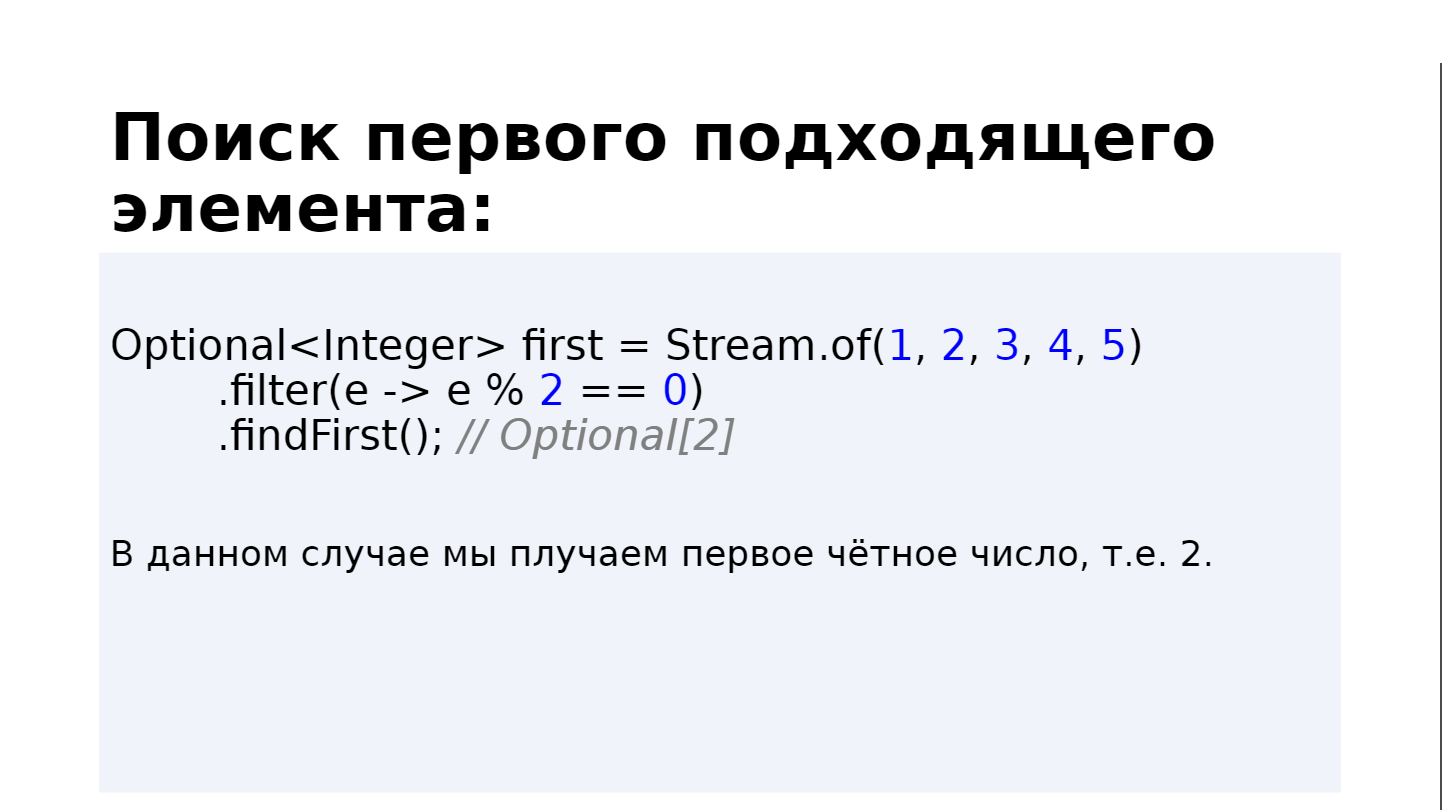 Поиск первого подходящего
элемента:
Optional<Integer> first = Stream.of(1, 2, 3, 4, 5)
.filter(e -> e % 2 == 0)
.findFirst(); // Optional[2]
В данном случае мы плучаем первое чётное число, т.е. 2.